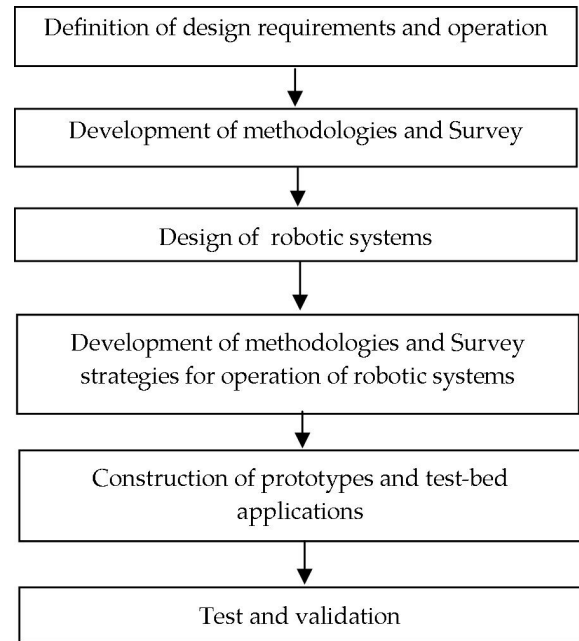 Definition of design requirements and operation
Development of methodologies and Survey
Design of robotic systems
Development of methodologies and Survey
strategies for operation of robotic systems
Construction of prototypes and test-bed
applications
Test and validation